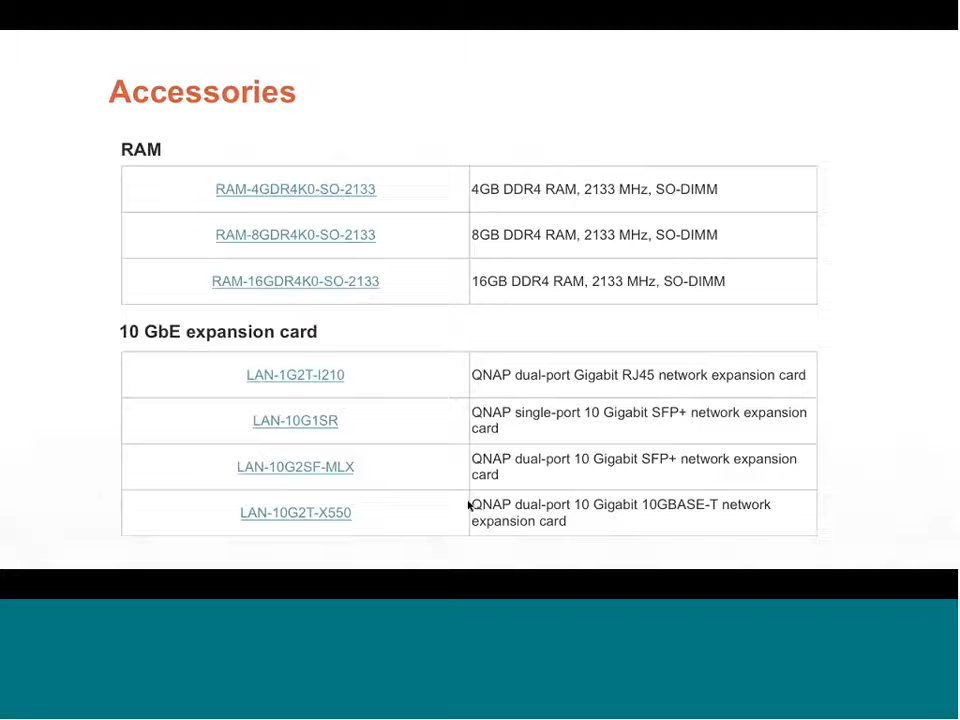 Accessories
RAM
RAM-4GDR4K0-SO-2133
4GB DDR4 RAM, 2133 MHz, SO-DIMM
RAM-8GDR4K0-SO-2133
8GB DDR4 RAM, 2133 MHz, SO-DIMM
RAM-16GDR4K0-SO-2133
16GB DDR4 RAM, 2133 MHz, SO-DIMM
10 GbE expansion card
LAN-1G2T-I210
QNAP dual-port Gigabit RJ45 network expansion card
LAN-10G1SR
QNAP single-port 10 Gigabit SFP+ network expansion
card
LAN-10G2SF-MLX
QNAP dual-port 10 Gigabit SFP+ network expansion
card
LAN-10G2T-X550
QNAP dual-port 10 Gigabit 10GBASE-T network
expansion card